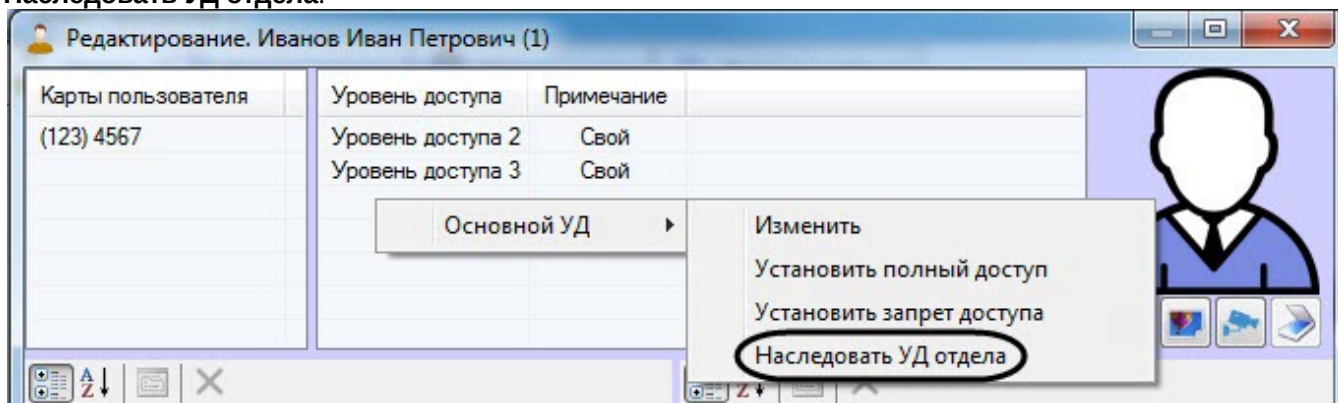 Наследовать УД отдела.
Редактирование. Иванов Иван Петрович (1)
Карты пользователя
Уровень доступа Примечание
(123) 4567
Уровень доступа 2 Свой
Уровень доступа 3 Свой
Основной УД
Изменить
Установить полный доступ
Установить запрет доступа
Наследовать УД отдела